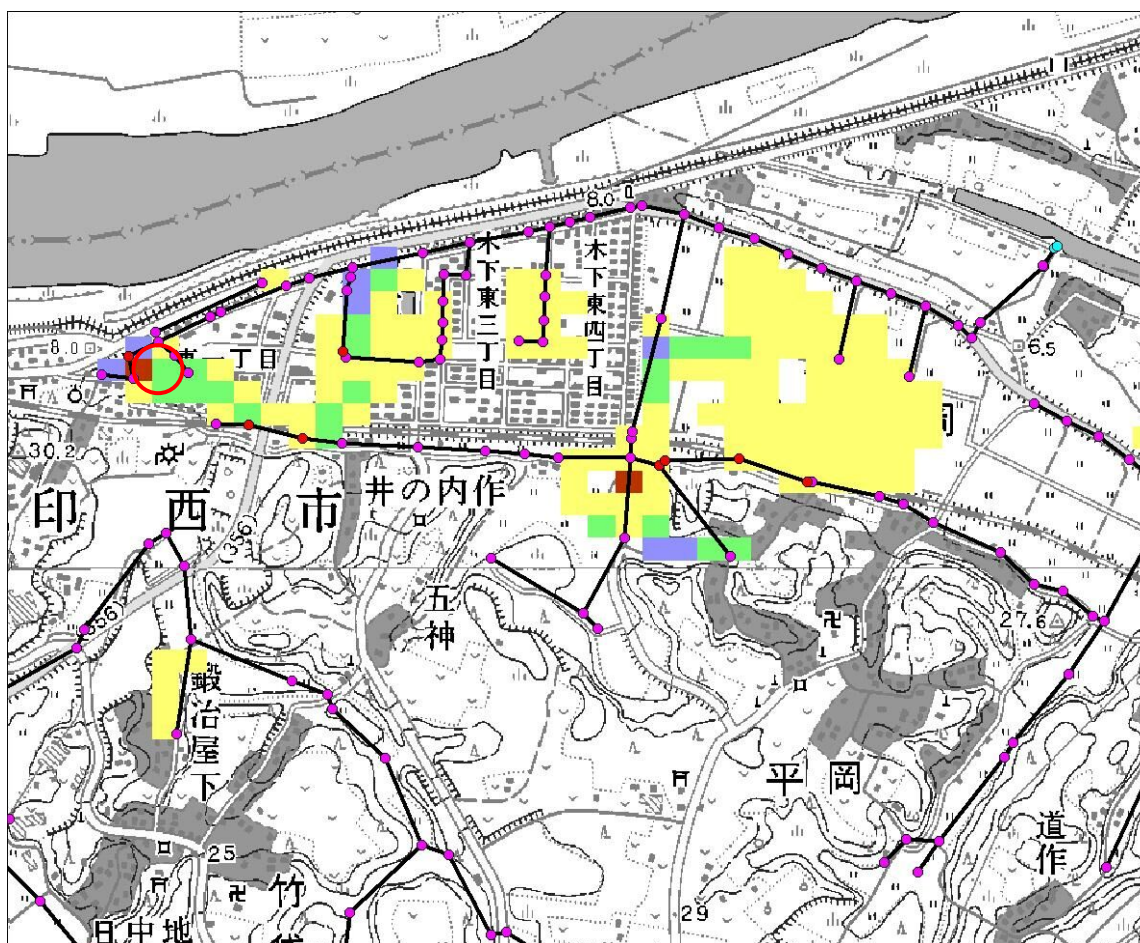 8.0
木下東三丁目
木下東四丁目
8.0
一丁目
6.5
30.2
印西市
井の内作
356
356
五神
27.6
鍛冶屋下
平岡
道作
25
竹
29
日中地